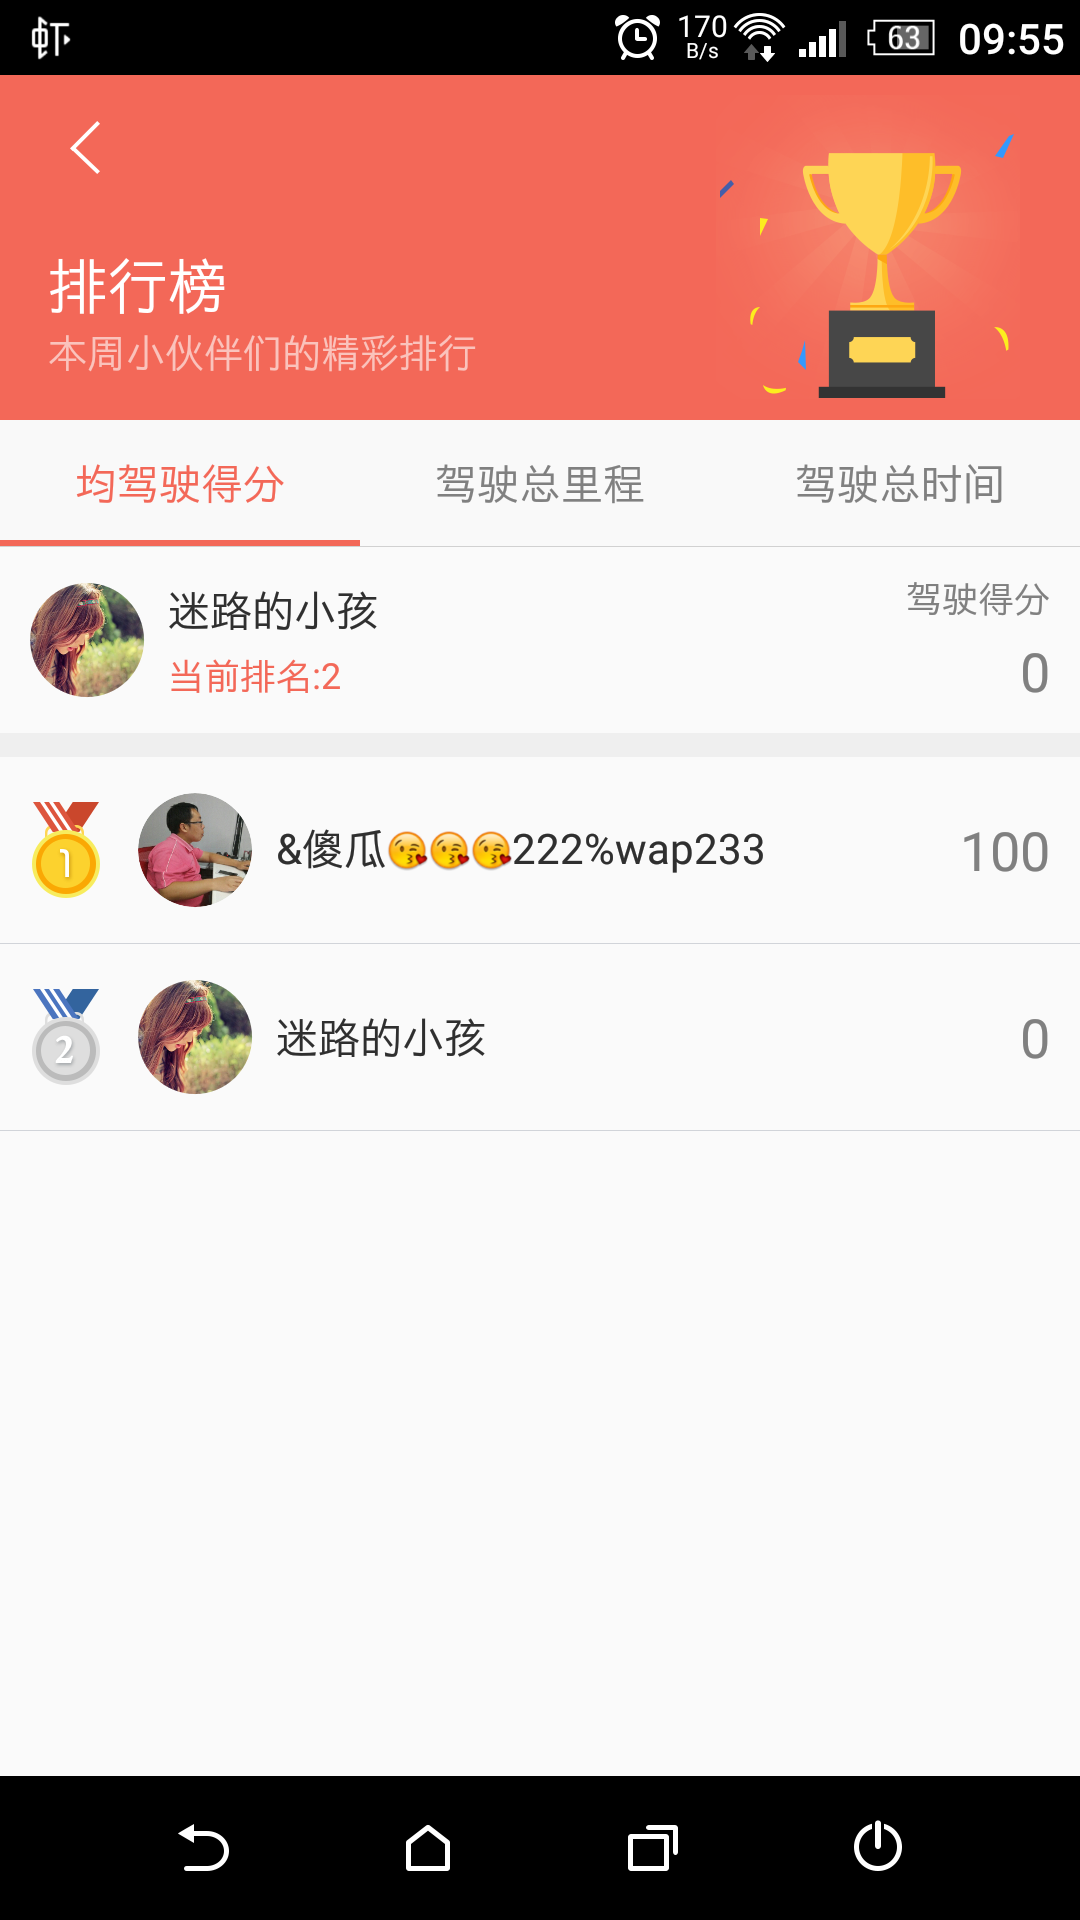 170
B/s
63
09:55
排行榜
本周小伙伴们的精彩排行
均驾驶得分
驾驶总里程
驾驶总时间
迷路的小孩
当前排名:2
驾驶得分
0
1
&傻瓜😘😘😘222%wap233
100
2
迷路的小孩
0